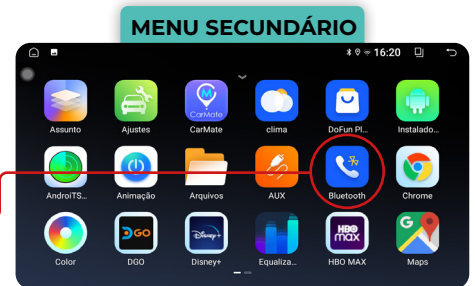 MENU SECUNDÁRIO
16:20
Assunto
Ajustes
M
CarMate
CarMate
clima
DoFun Pl...
Instalado...
AndroiTS...
Animação
Arquivos
AUX
Bluetooth
Chrome
Color
DGO
DGO
Disney+
Disney+
Equaliza...
HBO
max
HBO MAX
G
Maps